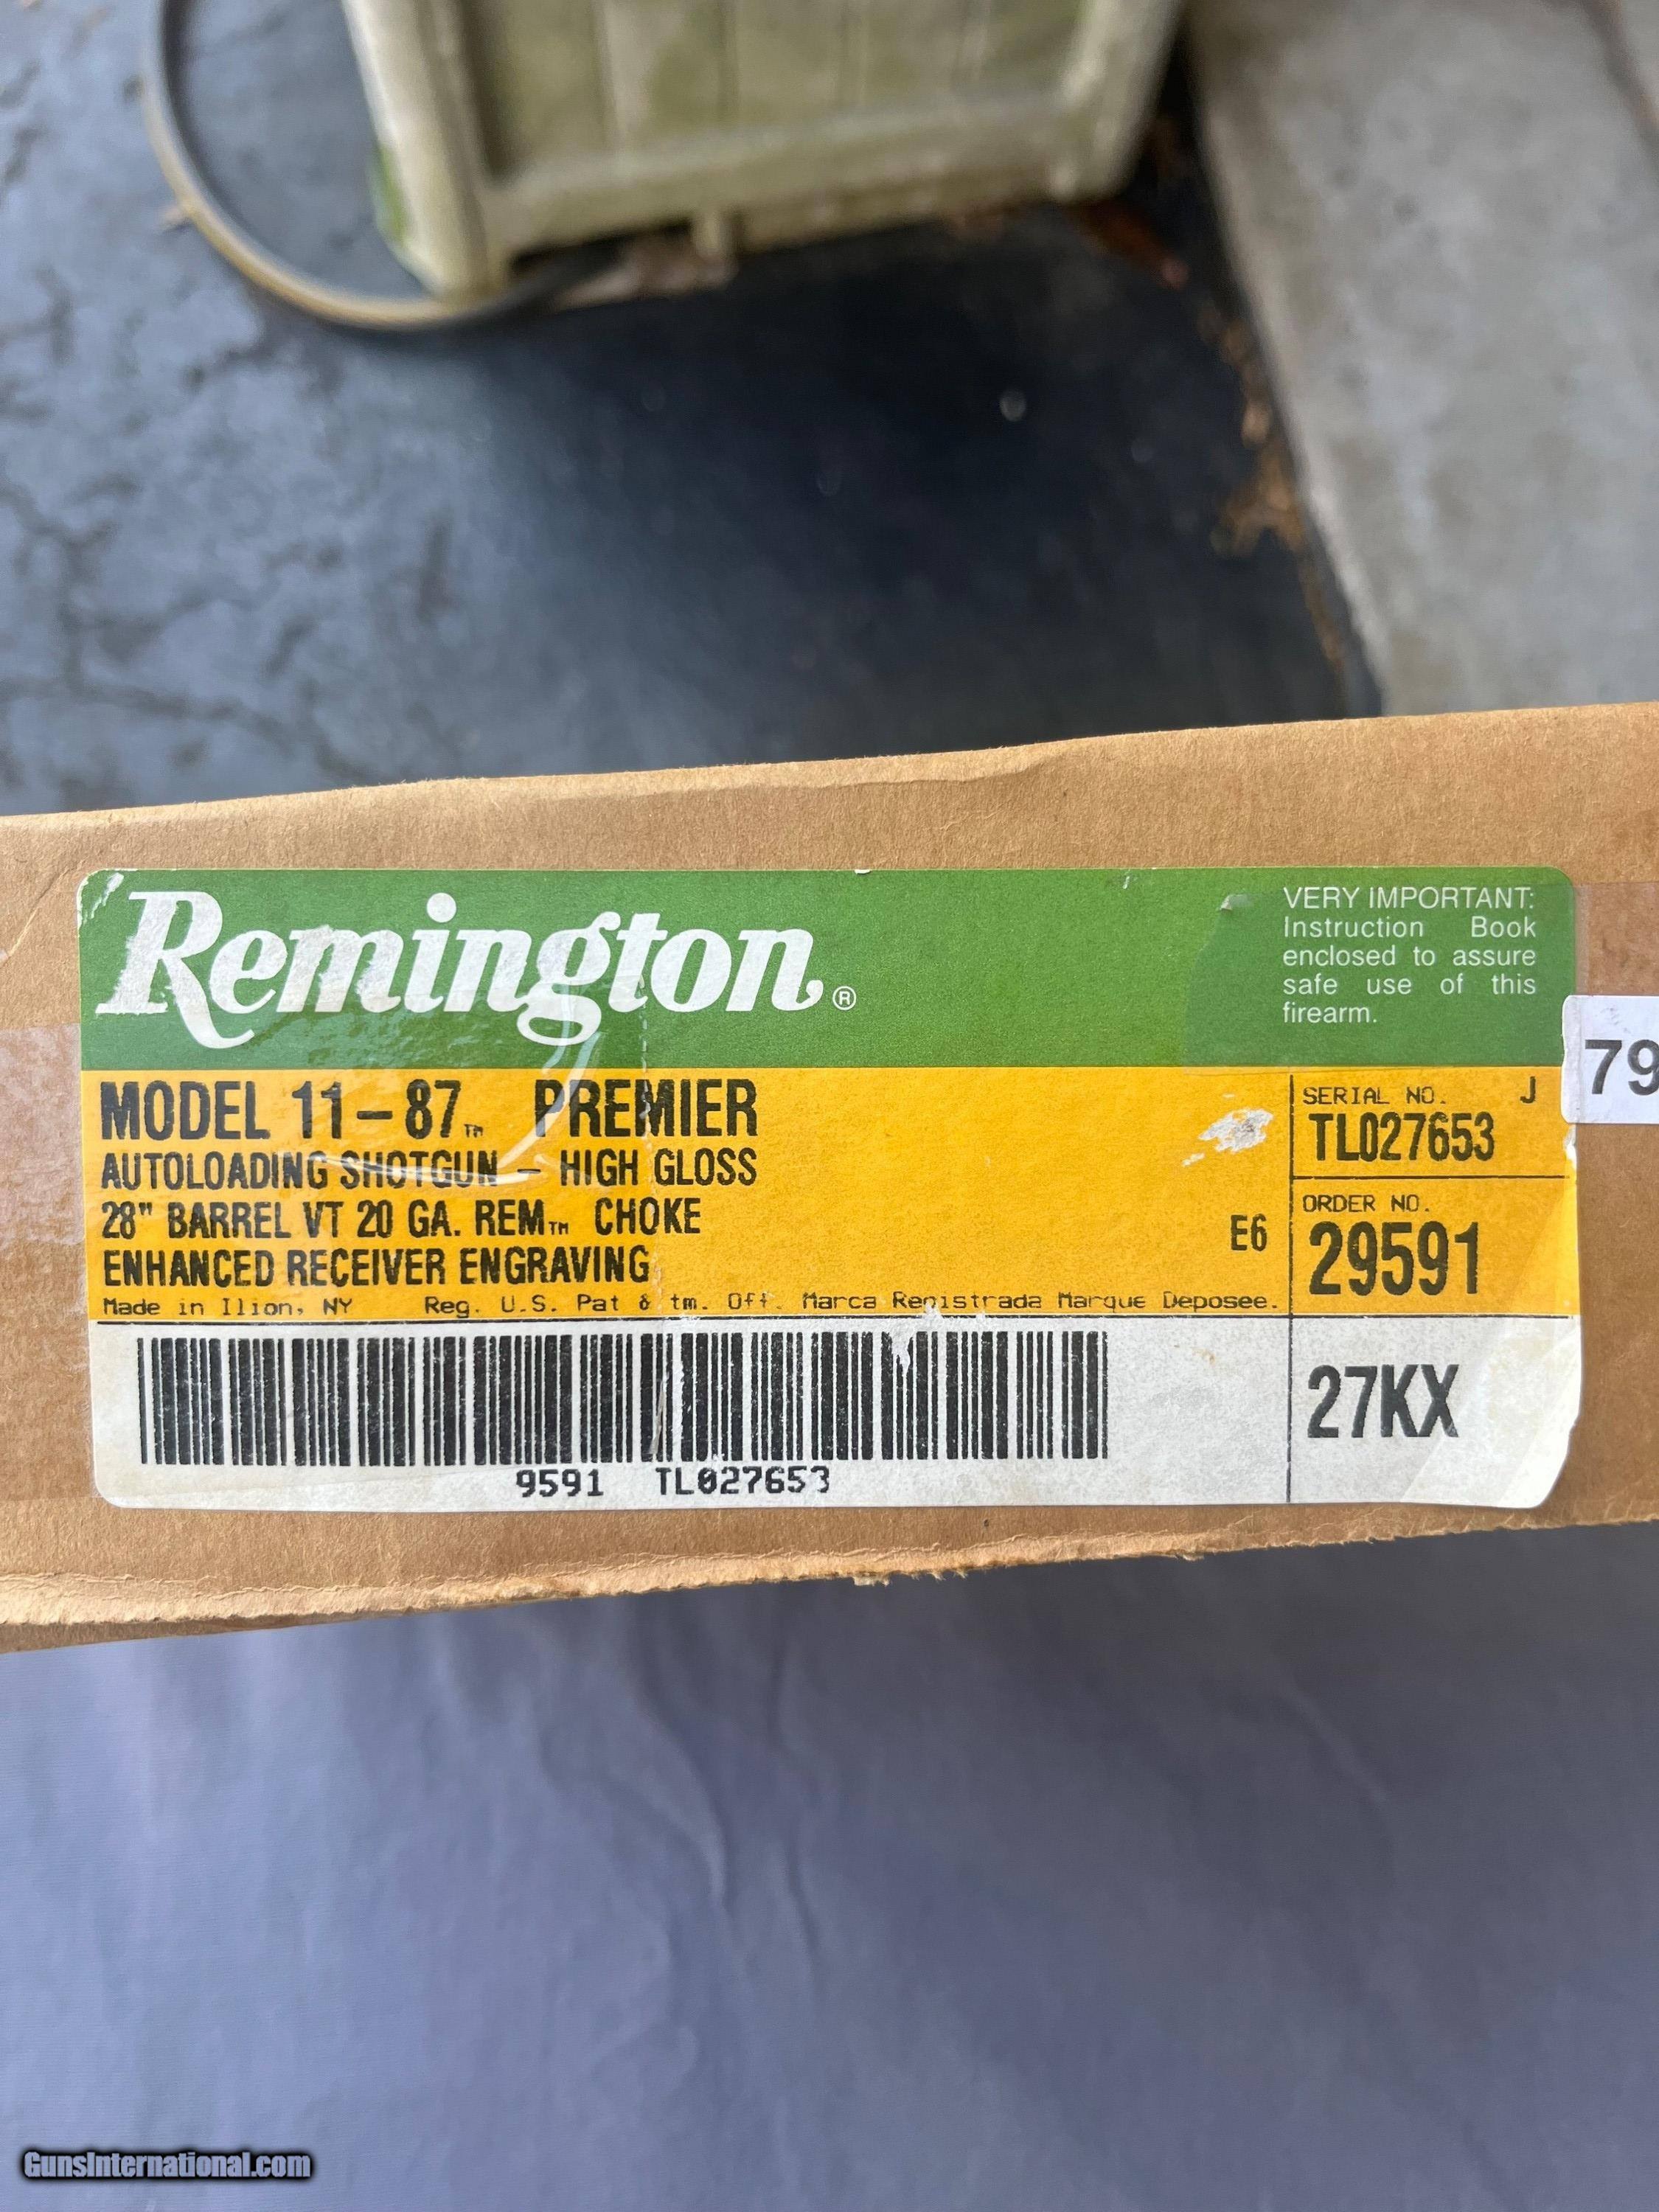 Remington®
VERY IMPORTANT:
Instruction Book
enclosed to assure
safe use of this
firearm.
79
MODEL 11-87™ PREMIER
AUTOLOADING SHOTGUN - HIGH GLOSS
28" BARREL VT 20 GA. REM™ CHOKE
ENHANCED RECEIVER ENGRAVING
E6
Made in Ilion, NY Reg. U.S. Pat & tm. Off. Marca Registrada Marque Deposee.
SERIAL NO. J
TL027653
ORDER NO.
29591
27KX
9591 TL027653
GunsInternational.com